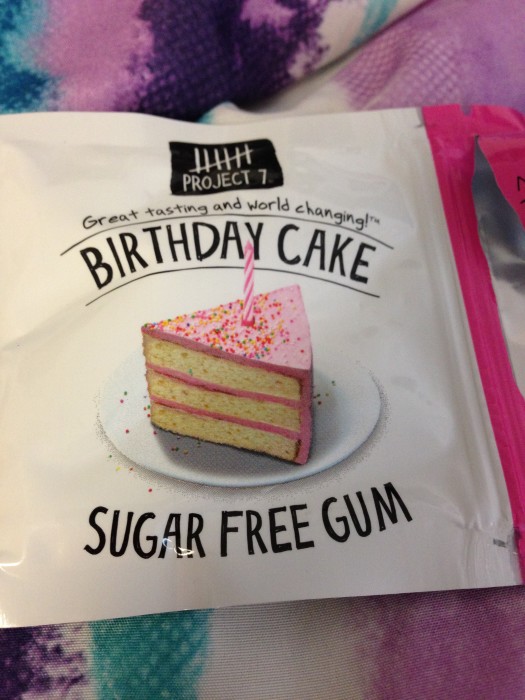 PROJECT 7
Great tasting and world changing!™
BIRTHDAY CAKE
SUGAR FREE GUM